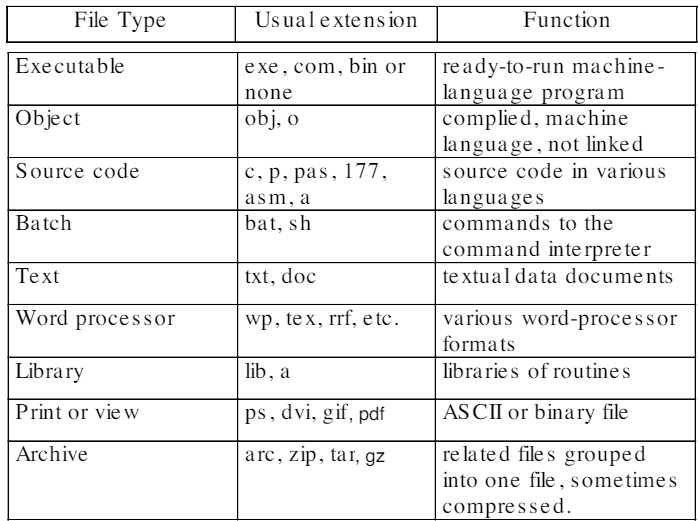 File Type Usual extension Function
Executable exe, com, bin or none ready-to-run machine-language program
Object obj, o complied, machine language, not linked
Source code c, p, pas, 177, asm, a source code in various languages
Batch bat, sh commands to the command interpreter
Text txt, doc textual data documents
Word processor wp, tex, rrf, etc. various word-processor formats
Library lib, a libraries of routines
Print or view ps, dvi, gif, pdf ASCII or binary file
Archive arc, zip, tar, gz related files grouped into one file, sometimes compressed.